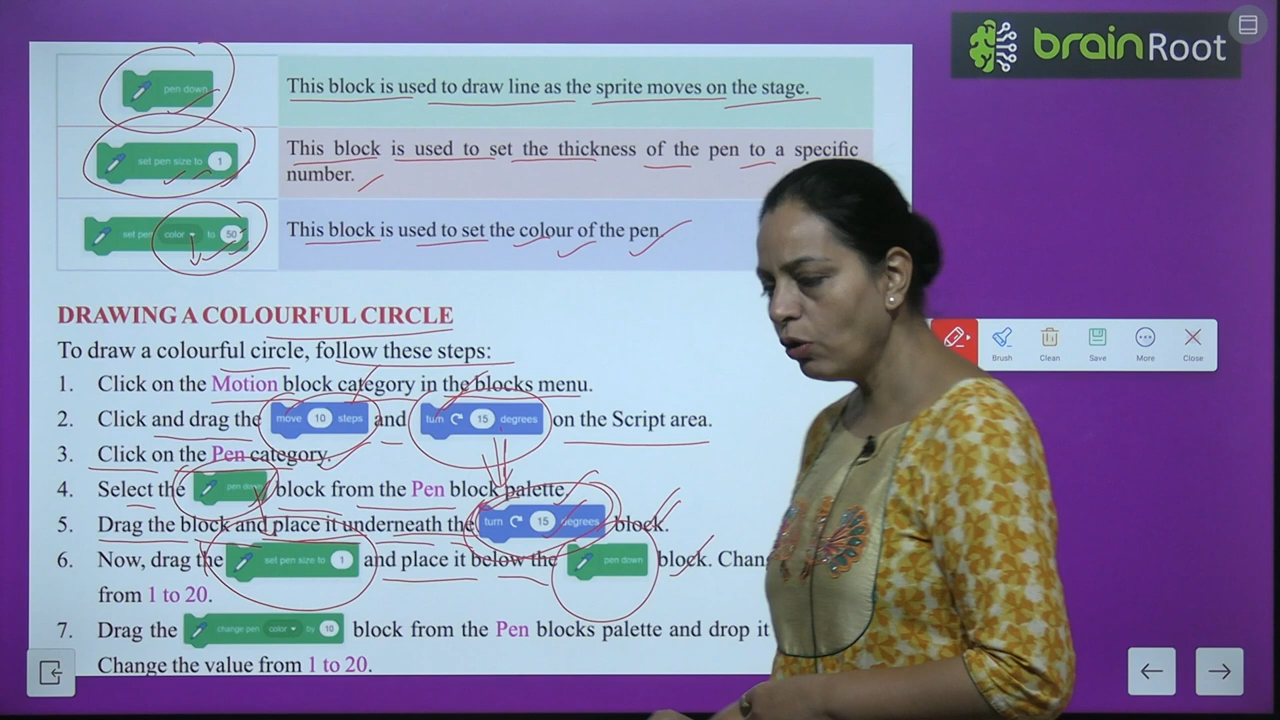 brainRoot
pen down
This block is used to draw line as the sprite moves on the stage.
set pen size to 1
This block is used to set the thickness of the pen to a specific
number.
set pen color to 50
This block is used to set the colour of the pen
DRAWING A COLOURFUL CIRCLE
To draw a colourful circle, follow these steps:
1. Click on the Motion block category in the blocks menu.
2. Click and drag the move 10 steps and turn 15 degrees on the Script area.
3. Click on the Pen category.
4. Select the pen down block from the Pen block palette.
5. Drag the block and place it underneath the turn 15 degrees block.
6. Now, drag the set pen size to 1 and place it below the pen down block.
from 1 to 20.
7. Drag the change pen color by 10 block from the Pen blocks palette and drop it
Change the value from 1 to 20.
Brush Clean Save More Close